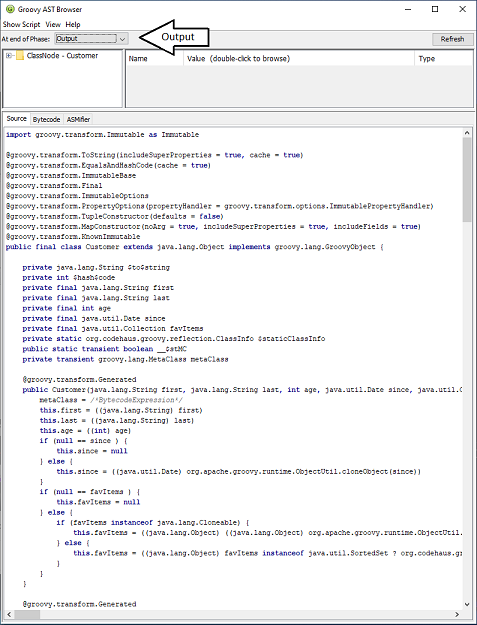 Groovy AST Browser
Show Script View Help
At end of Phase: Output
Output
Refresh
ClassNode - Customer
Name Value (double-click to browse) Type
Source Bytecode ASMifier
import groovy.transform.Immutable as Immutable
@groovy.transform.ToString(includeSuperProperties = true, cache = true)
@groovy.transform.EqualsAndHashCode(cache = true)
@groovy.transform.ImmutableBase
@groovy.transform.Final
@groovy.transform.ImmutableOptions
@groovy.transform.PropertyOptions(propertyHandler = groovy.transform.options.ImmutablePropertyHandler)
@groovy.transform.TupleConstructor(defaults = false)
@groovy.transform.MapConstructor(noArg = true, includeSuperProperties = true, includeFields = true)
@groovy.transform.KnownImmutable
public final class Customer extends java.lang.Object implements groovy.lang.GroovyObject {
private java.lang.String $to$string
private int $hash$code
private final java.lang.String first
private final java.lang.String last
private final int age
private final java.util.Date since
private final java.util.Collection favItems
private static org.codehaus.groovy.reflection.ClassInfo $staticClassInfo
public static transient boolean __$stMC
private transient groovy.lang.MetaClass metaClass
@groovy.transform.Generated
public Customer(java.lang.String first, java.lang.String last, int age, java.util.Date since, java.util.C
metaClass = /*BytecodeExpression*/
this.first = ((java.lang.String) first)
this.last = ((java.lang.String) last)
this.age = ((int) age)
if (null == since ) {
this.since = null
} else {
this.since = ((java.util.Date) org.apache.groovy.runtime.ObjectUtil.cloneObject(since))
}
if (null == favItems ) {
this.favItems = null
} else {
if (favItems instanceof java.lang.Cloneable) {
this.favItems = ((java.lang.Object) ((java.lang.Object) org.apache.groovy.runtime.ObjectUtil.
} else {
this.favItems = ((java.lang.Object) favItems instanceof java.util.SortedSet ? org.codehaus.gr
}
}
}
@groovy.transform.Generated